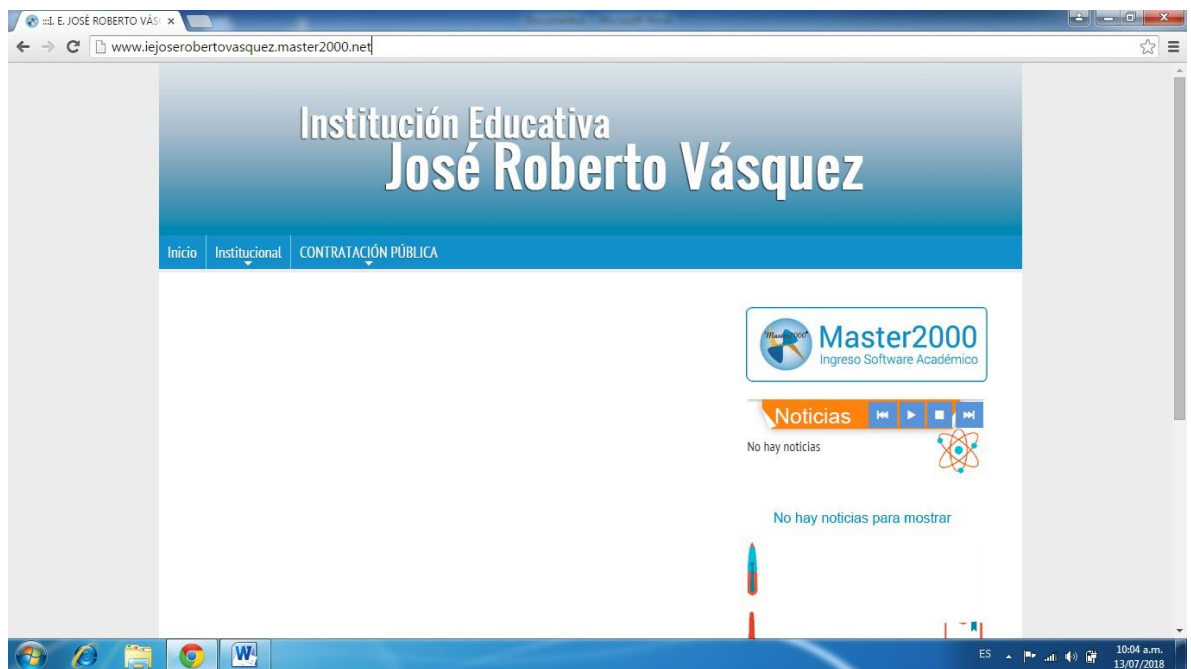 :::I. E. JOSÉ ROBERTO VÁS
www.iejoserobertovasquez.master2000.net
Institución Educativa
José Roberto Vásquez
Inicio Institucional CONTRATACIÓN PÚBLICA
"Master2000"
Master2000
Ingreso Software Académico
Noticias
No hay noticias
No hay noticias para mostrar
ES
10:04 a.m.
13/07/2018